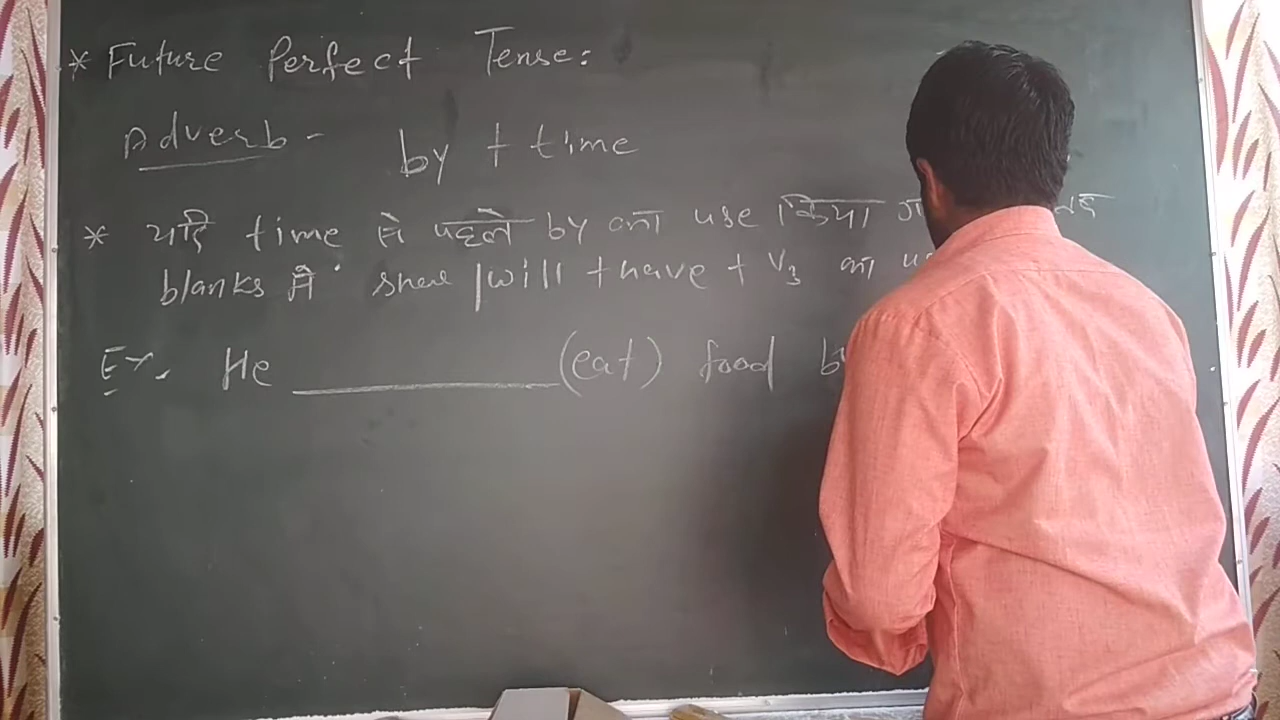 * Future Perfect Tense:
Adverb - by + time
* यदि time से पहले by का use किया
blanks में shall/will + have + V3 का
Ex. He ______ (eat) food